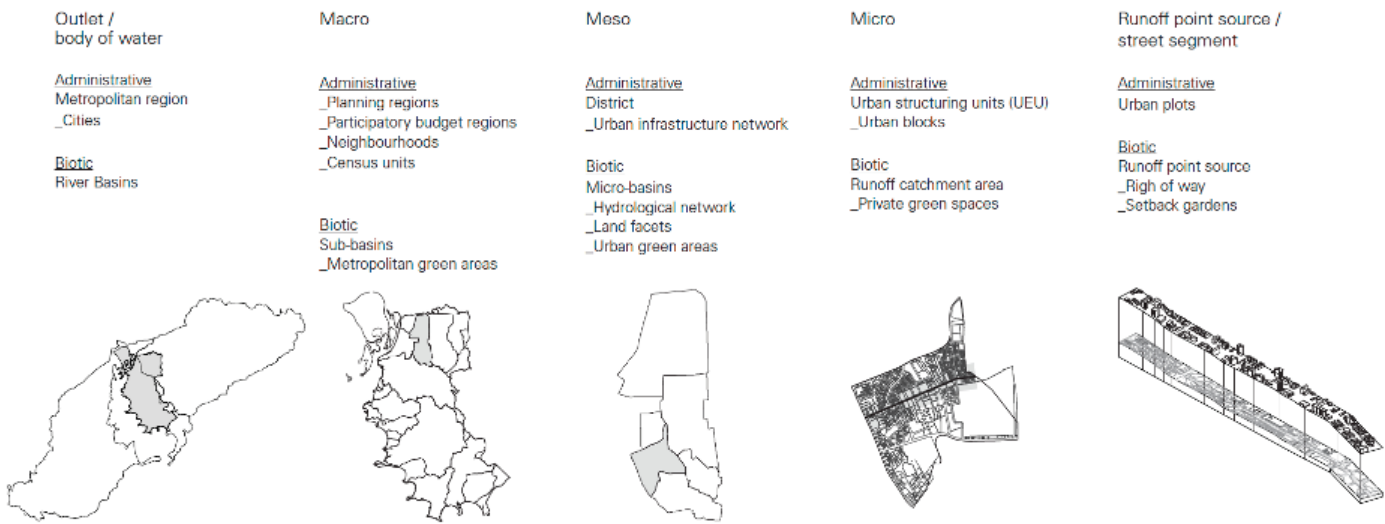 Outlet /
body of water
Administrative
Metropolitan region
_Cities
Biotic
River Basins
Macro
Administrative
_Planning regions
_Participatory budget regions
_Neighbourhoods
_Census units
Biotic
Sub-basins
_Metropolitan green areas
Meso
Administrative
District
_Urban infrastructure network
Biotic
Micro-basins
_Hydrological network
_Land facets
_Urban green areas
Micro
Administrative
Urban structuring units (UEU)
_Urban blocks
Biotic
Runoff catchment area
_Private green spaces
Runoff point source /
street segment
Administrative
Urban plots
Biotic
Runoff point source
_Righ of way
_Setback gardens